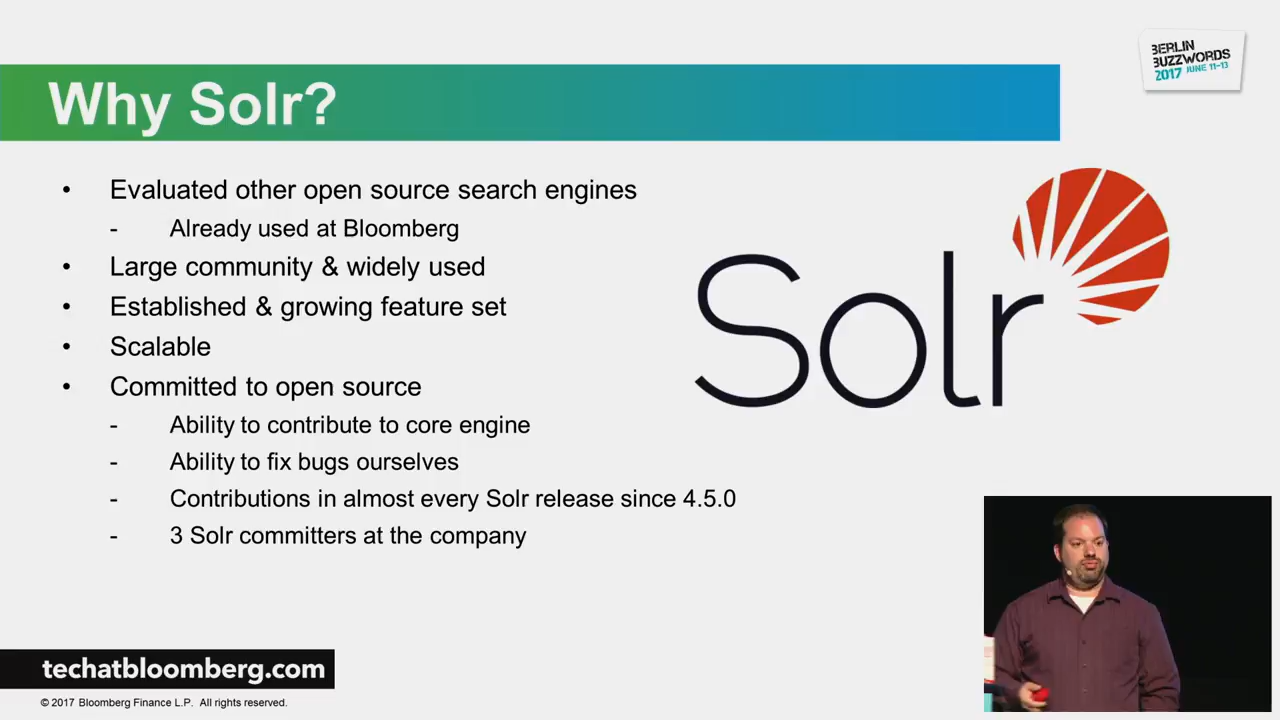 BERLIN
BUZZWORDS
2017 JUNE 11-13
Why Solr?
• Evaluated other open source search engines
- Already used at Bloomberg
• Large community & widely used
• Established & growing feature set
• Scalable
• Committed to open source
- Ability to contribute to core engine
- Ability to fix bugs ourselves
- Contributions in almost every Solr release since 4.5.0
- 3 Solr committers at the company
Solr
techatbloomberg.com
© 2017 Bloomberg Finance L.P. All rights reserved.